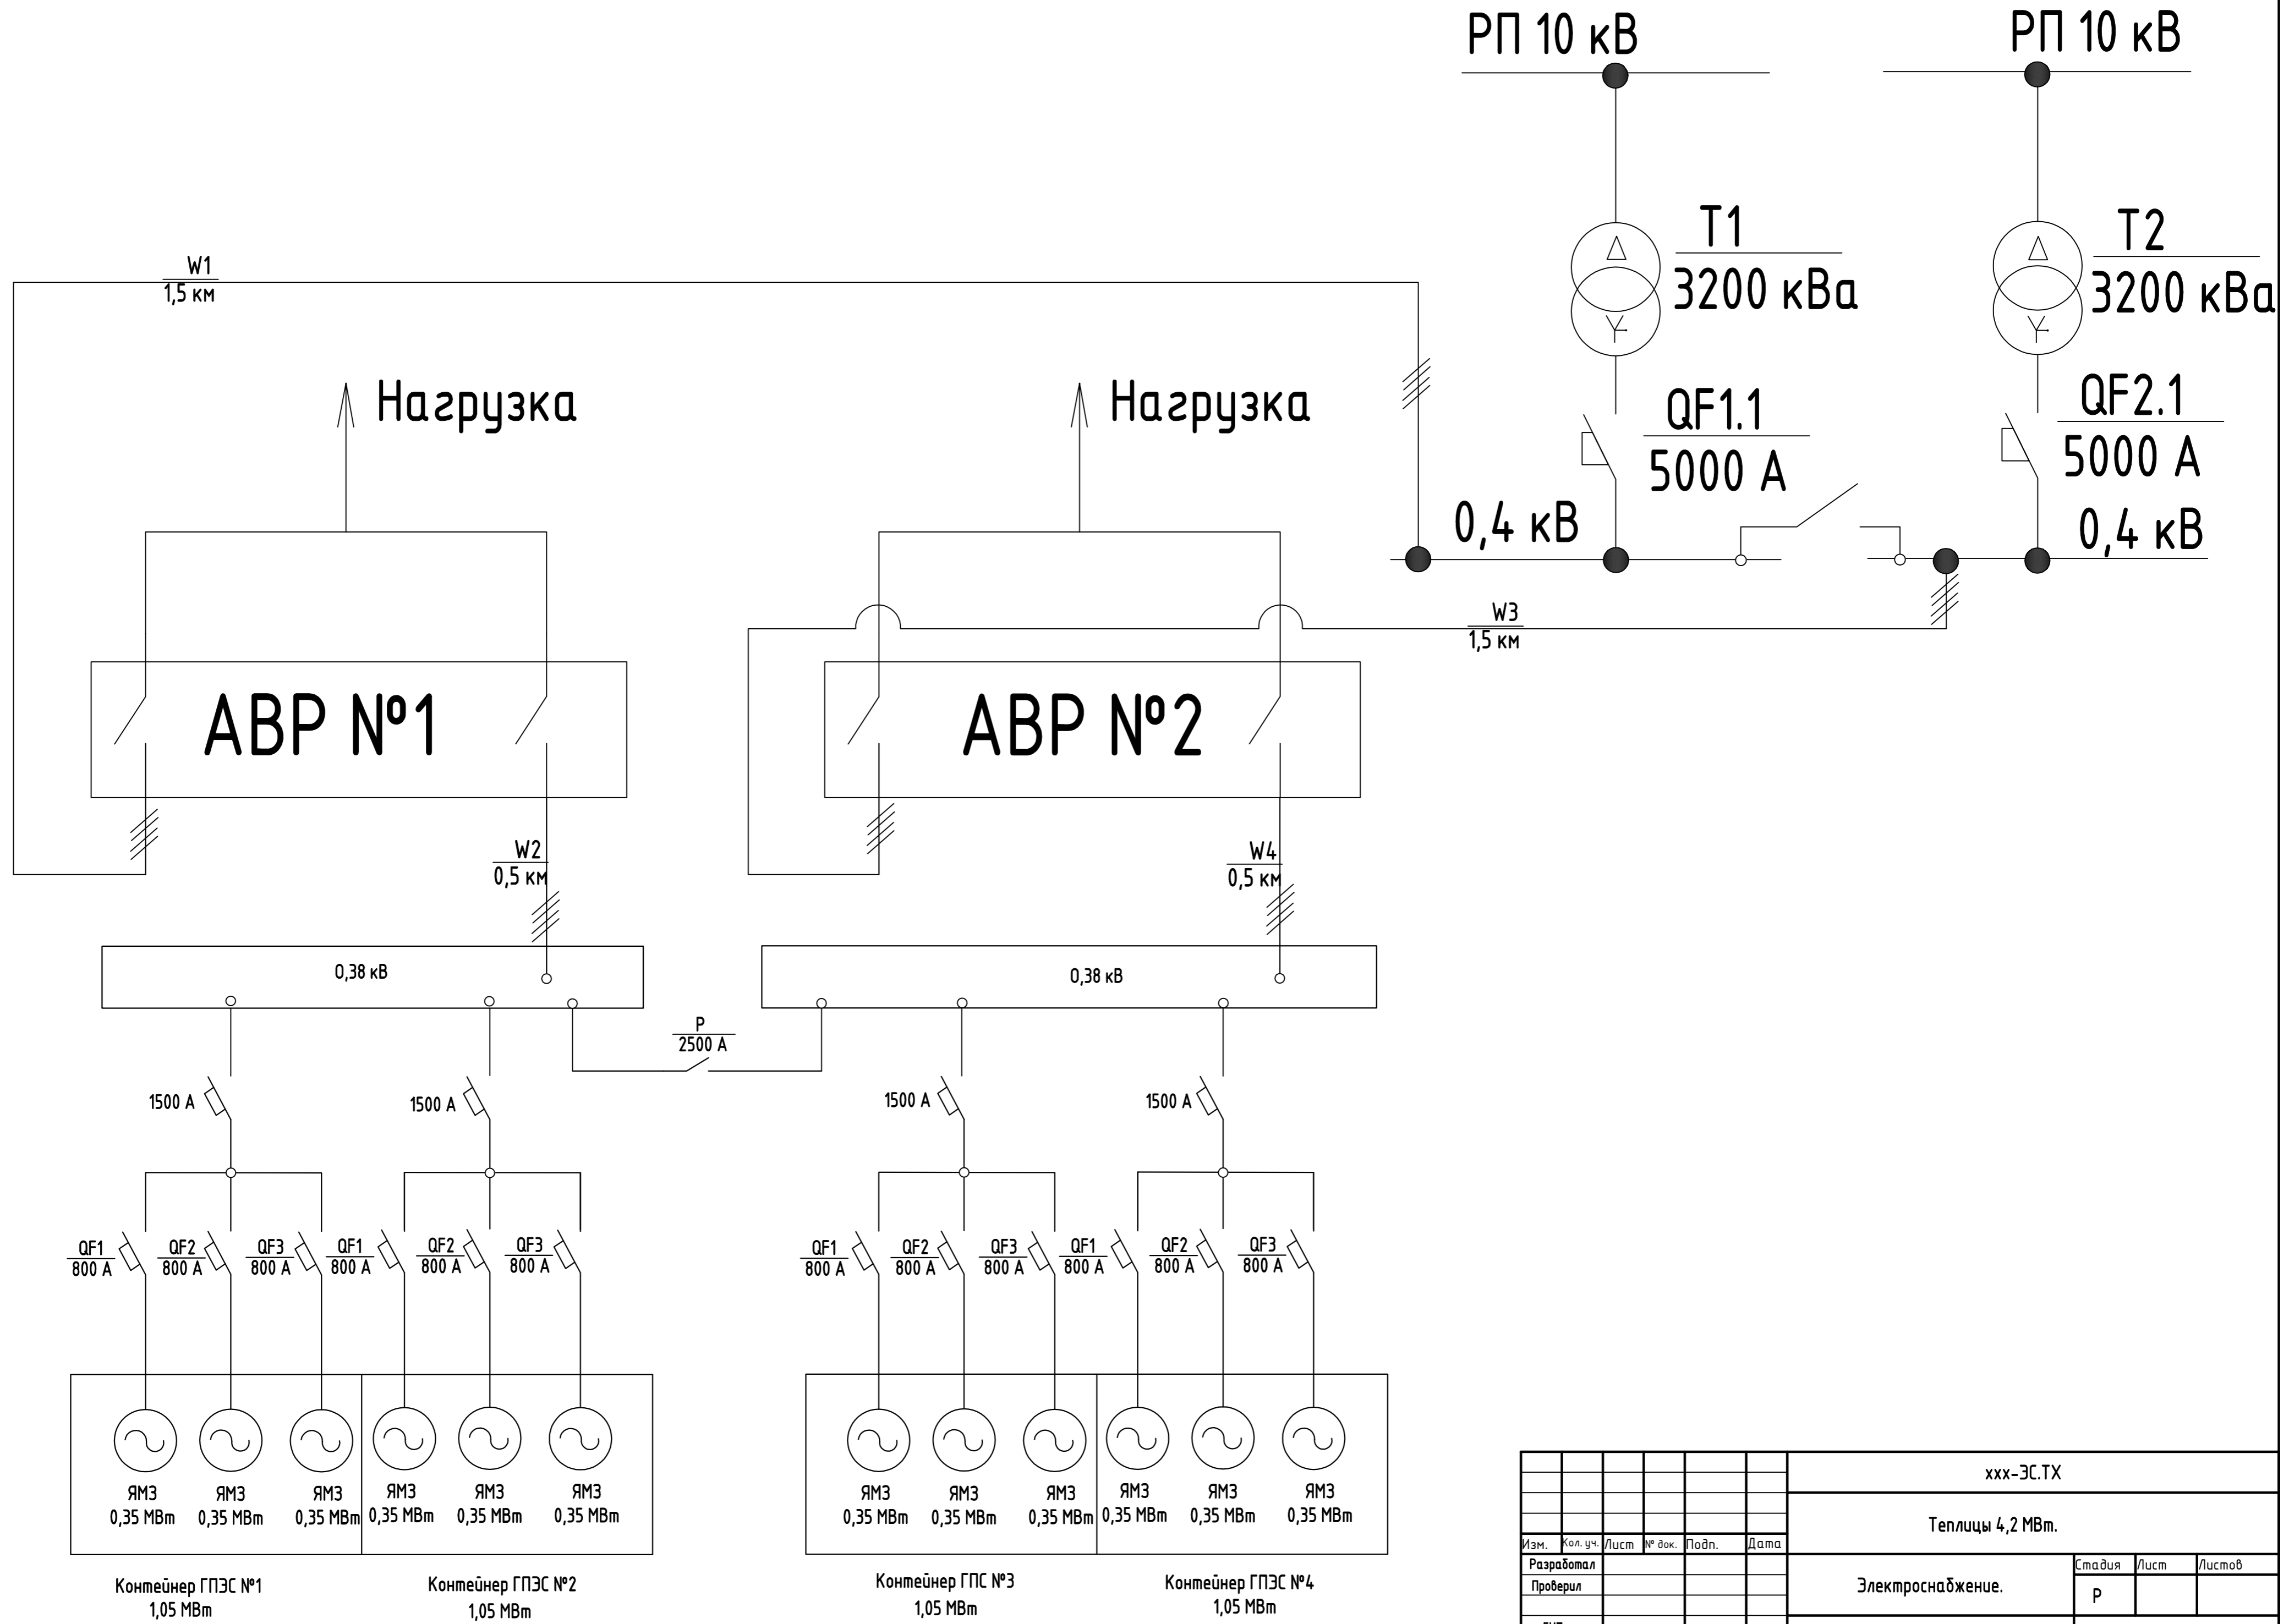 РП 10 кВ
РП 10 кВ
Т1
3200 кВа
Т2
3200 кВа
W1
1,5 км
Нагрузка
Нагрузка
QF1.1
5000 А
QF2.1
5000 А
0,4 кВ
0,4 кВ
W3
1,5 км
АВР №1
АВР №2
W2
0,5 км
W4
0,5 км
0,38 кВ
0,38 кВ
Р
2500 А
1500 А
1500 А
1500 А
1500 А
QF1
800 А
QF2
800 А
QF3
800 А
QF1
800 А
QF2
800 А
QF3
800 А
QF1
800 А
QF2
800 А
QF3
800 А
QF1
800 А
QF2
800 А
QF3
800 А
ЯМЗ
0,35 МВт
ЯМЗ
0,35 МВт
ЯМЗ
0,35 МВт
ЯМЗ
0,35 МВт
ЯМЗ
0,35 МВт
ЯМЗ
0,35 МВт
ЯМЗ
0,35 МВт
ЯМЗ
0,35 МВт
ЯМЗ
0,35 МВт
ЯМЗ
0,35 МВт
ЯМЗ
0,35 МВт
ЯМЗ
0,35 МВт
Контейнер ГПЭС №1
1,05 МВт
Контейнер ГПЭС №2
1,05 МВт
Контейнер ГПС №3
1,05 МВт
Контейнер ГПЭС №4
1,05 МВт
ххх-ЭС.ТХ
Теплицы 4,2 МВт.
Изм. Кол. уч. Лист № док. Подп. Дата
Разработал
Проверил
Электроснабжение.
Стадия Лист Листов
Р